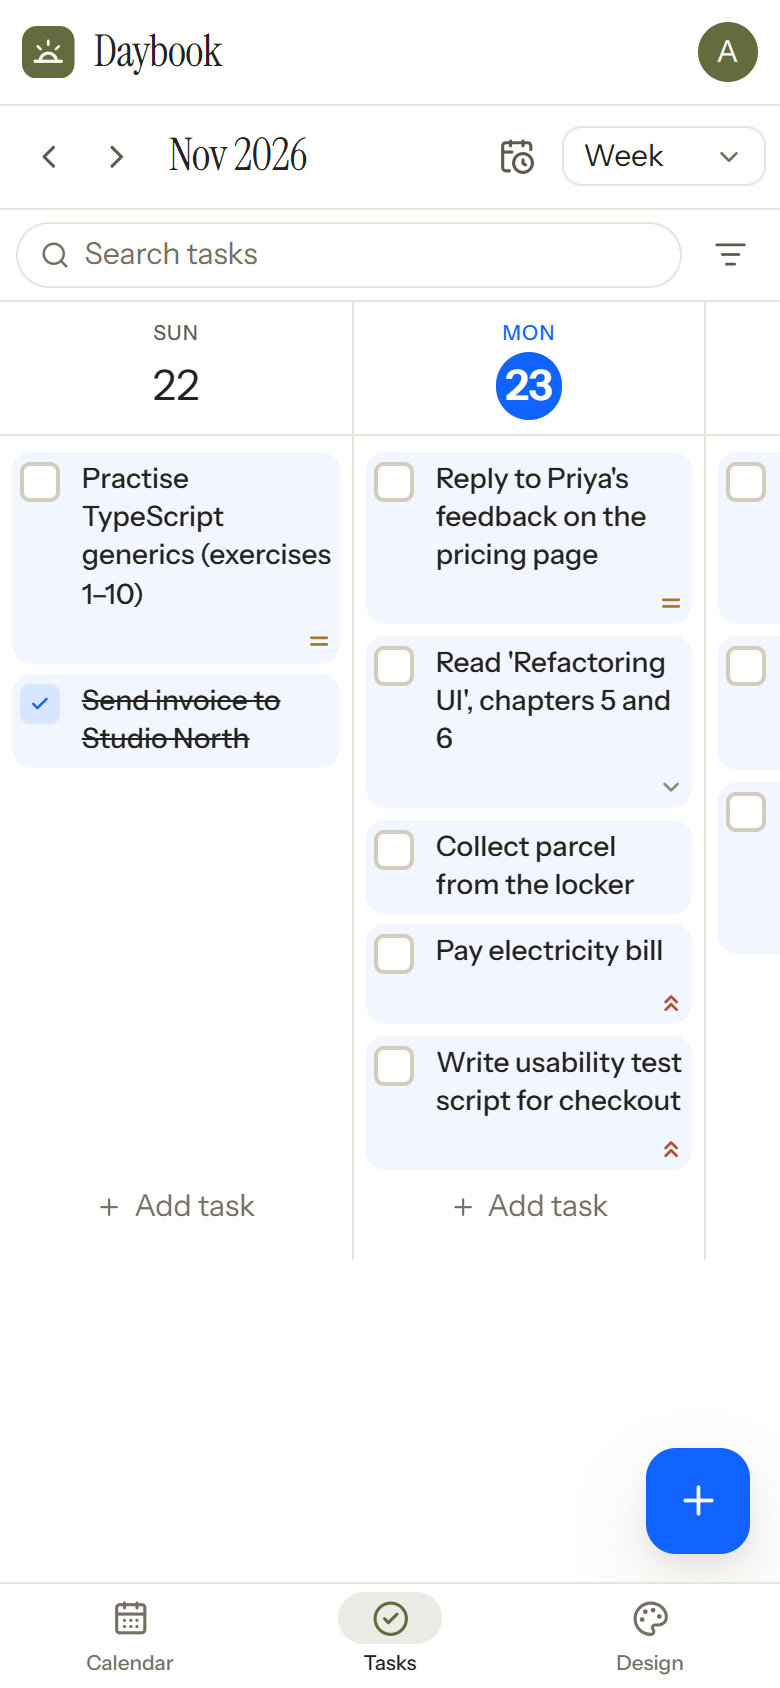 Daybook
A
Nov 2026
Week
Search tasks
SUN
22
MON
23
Practise
TypeScript
generics (exercises
1–10)
Send invoice to
Studio North
Add task
Reply to Priya's
feedback on the
pricing page
Read 'Refactoring
UI', chapters 5 and
6
Collect parcel
from the locker
Pay electricity bill
Write usability test
script for checkout
Add task
Calendar
Tasks
Design